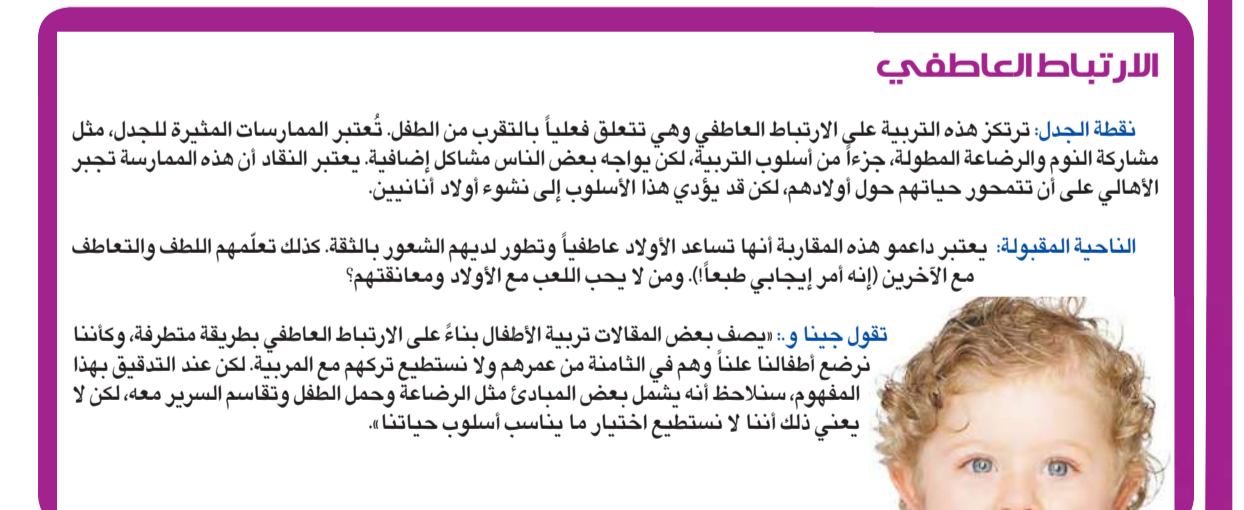 الارتباط العاطفي
نقطة الجدل: ترتكز هذه التربية على الارتباط العاطفي وهي تتعلق فعلياً بالتقرب من الطفل. تُعتبر الممارسات المثيرة للجدل، مثل
مشاركة النوم والرضاعة المطولة، جزءاً من أسلوب التربية، لكن يواجه بعض الناس مشاكل إضافية. يعتبر النقاد أن هذه الممارسة تجبر
الأهالي على أن تتمحور حياتهم حول أولادهم، لكن قد يؤدي هذا الأسلوب إلى نشوء أولاد أنانيين.
الناحية المقبولة: يعتبر داعمو هذه المقاربة أنها تساعد الأولاد عاطفياً وتطور لديهم الشعور بالثقة. كذلك تعلّمهم اللطف والتعاطف
مع الآخرين (إنه أمر إيجابي طبعاً!). ومن لا يحب اللعب مع الأولاد ومعانقتهم؟
تقول جينا و.: «يصف بعض المقالات تربية الأطفال بناءً على الارتباط العاطفي بطريقة متطرفة، وكأننا
نرضع أطفالنا علناً وهم في الثامنة من عمرهم ولا نستطيع تركهم مع المربية. لكن عند التدقيق بهذا
المفهوم، سنلاحظ أنه يشمل بعض المبادئ مثل الرضاعة وحمل الطفل وتقاسم السرير معه، لكن لا
يعني ذلك أننا لا نستطيع اختيار ما يناسب أسلوب حياتنا».